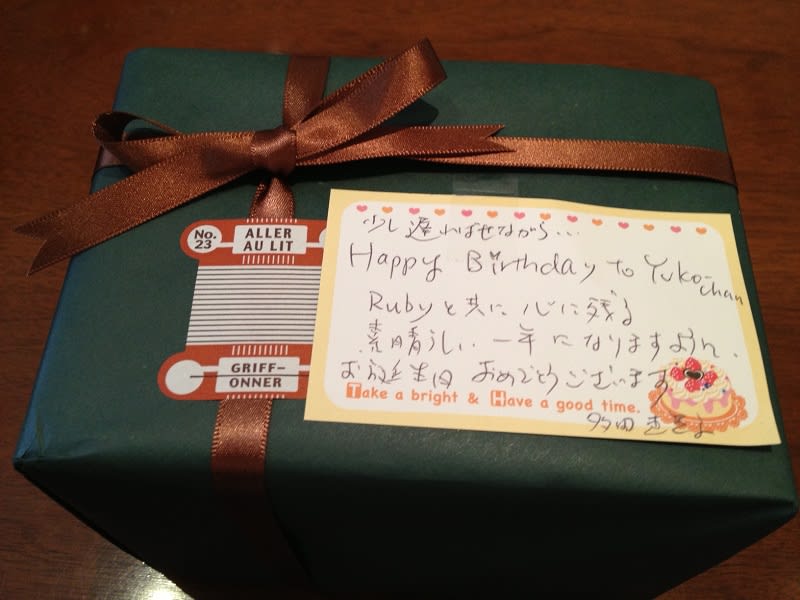 No.
23
ALLER
AU LIT
GRIFF-
ONNER
少し遅ればせながら…
Happy Birthday to Yuko-chan
Rubyと共に心に残る
素晴らしい一年になりますように.
お誕生日おめでとうございます
Take a bright & Have a good time.
多田